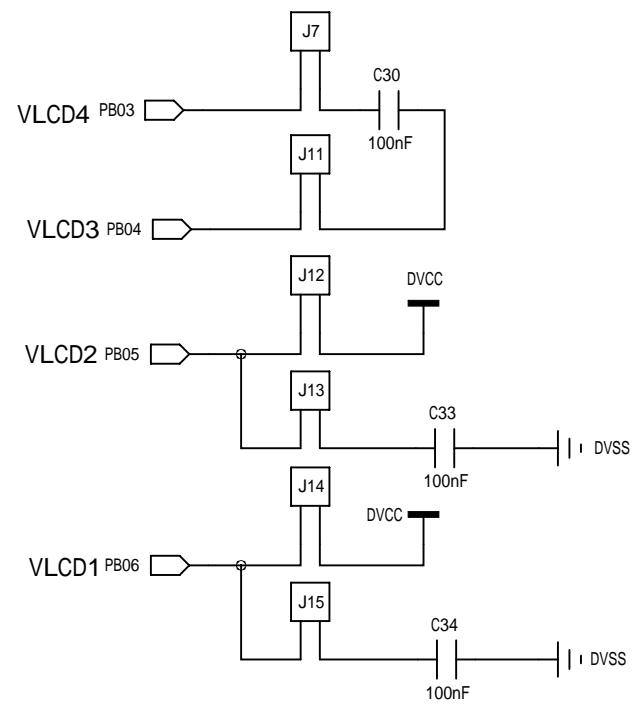 J7
C30
VLCD4 PB03
100nF
J11
VLCD3 PB04
J12
DVCC
VLCD2 PB05
J13
C33
DVSS
100nF
J14
DVCC
VLCD1 PB06
J15
C34
DVSS
100nF